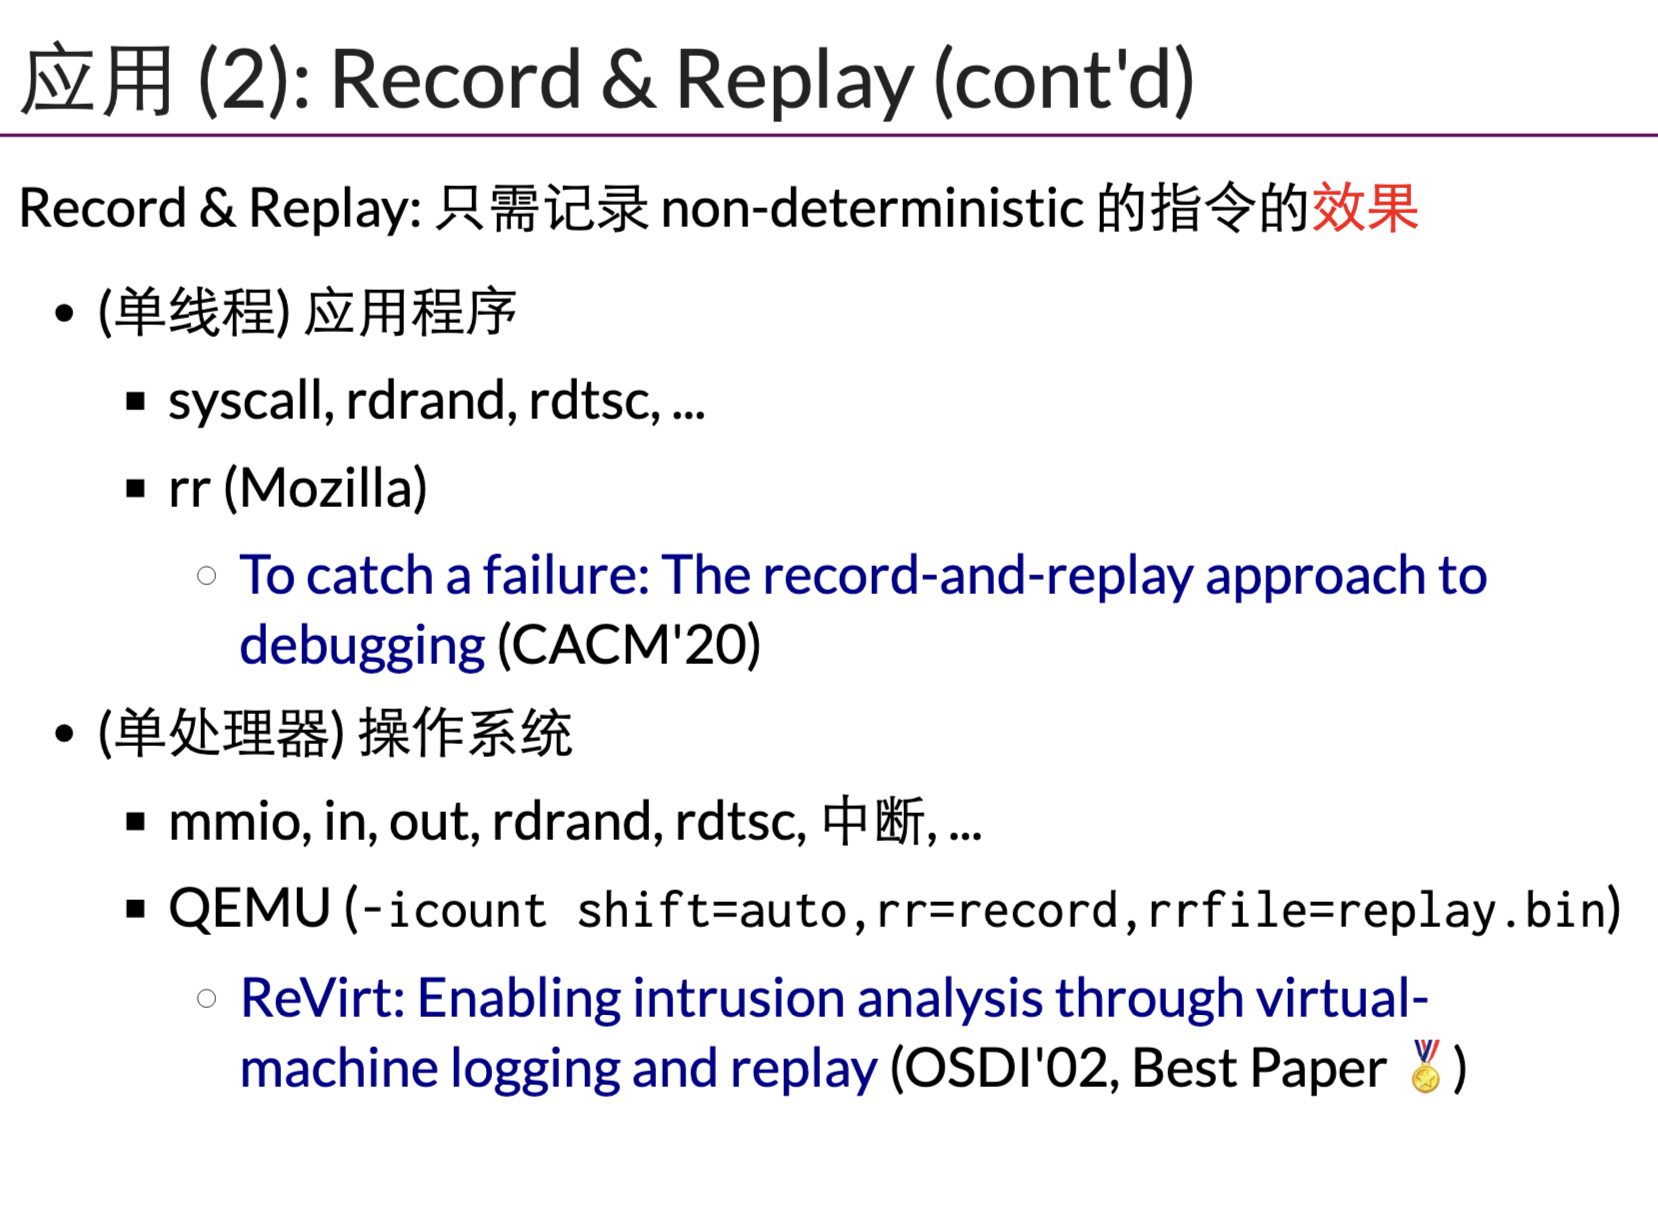 应用 (2): Record & Replay (cont'd)
Record & Replay: 只需记录 non-deterministic 的指令的效果
• (单线程) 应用程序
▪ syscall, rdrand, rdtsc, ...
▪ rr (Mozilla)
○ To catch a failure: The record-and-replay approach to
debugging (CACM'20)
• (单处理器) 操作系统
▪ mmio, in, out, rdrand, rdtsc, 中断, ...
▪ QEMU (-icount shift=auto,rr=record,rrfile=replay.bin)
○ ReVirt: Enabling intrusion analysis through virtual-
machine logging and replay (OSDI'02, Best Paper 🏅)